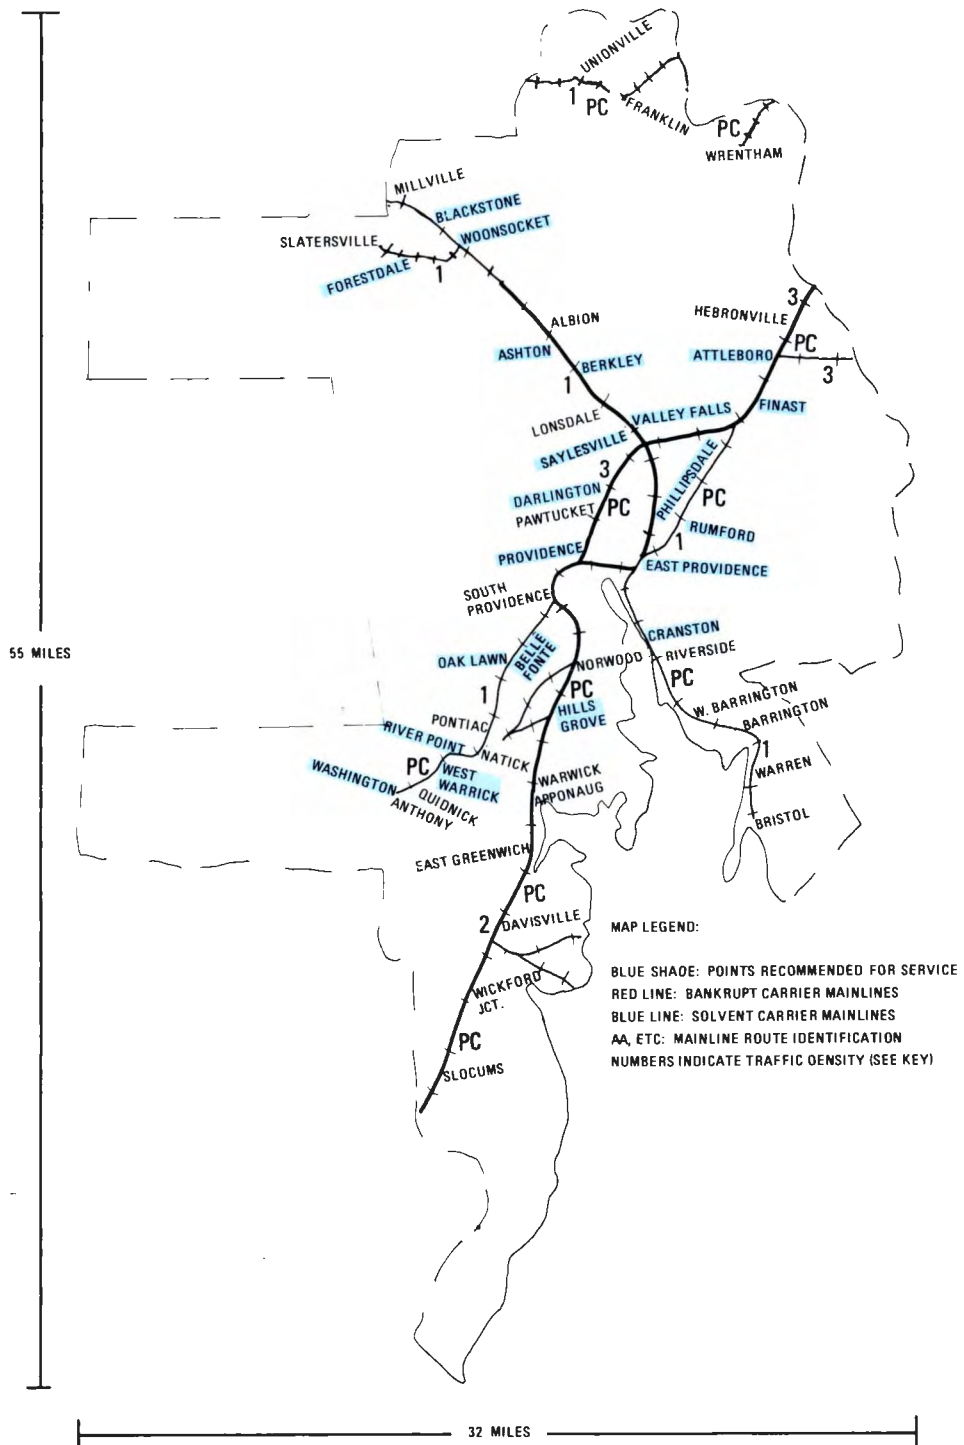 UNIONVILLE
1
PC
FRANKLIN
PC
WRENTHAM
MILLVILLE
BLACKSTONE
WOONSOCKET
SLATERSVILLE
FORESTDALE
1
3
HEBRONVILLE
ALBION
PC
ASHTON
ATTLEBORO
BERKLEY
3
1
FINAST
LONSDALE
VALLEY FALLS
SAYLESVILLE
3
PHILLIPSDALE
DARLINGTON
PC
PAWTUCKET
PC
RUMFORD
1
PROVIDENCE
EAST PROVIDENCE
SOUTH
PROVIDENCE
CRANSTON
55 MILES
OAK LAWN
BELLE
FONTE
NORWOOD
RIVERSIDE
PC
PC
1
HILLS
GROVE
W. BARRINGTON
BARRINGTON
PONTIAC
RIVER POINT
NATICK
1
PC
WASHINGTON
WEST
WARRICK
WARREN
WARWICK
QUIDNICK
APPONAUG
ANTHONY
BRISTOL
EAST GREENWICH
PC
2
DAVISVILLE
MAP LEGEND:
BLUE SHADE: POINTS RECOMMENDED FOR SERVICE
WICKFORD
JCT.
RED LINE: BANKRUPT CARRIER MAINLINES
BLUE LINE: SOLVENT CARRIER MAINLINES
AA, ETC: MAINLINE ROUTE IDENTIFICATION
NUMBERS INDICATE TRAFFIC DENSITY (SEE KEY)
PC
SLOCUMS
32 MILES